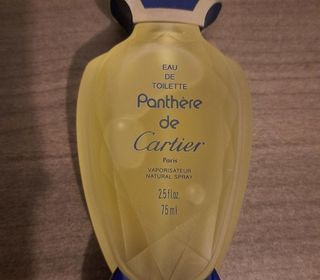 EAU
DE
TOILETTE
Panthère
de
Cartier
Paris
VAPORISATEUR
NATURAL SPRAY
2.5 fl.oz.
75 ml